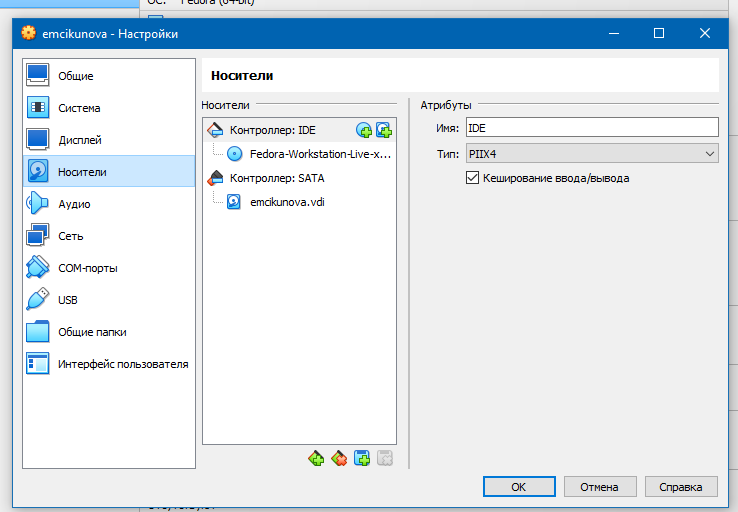 ОС: Fedora (64-bit)
emcikunova - Настройки
Общие
Система
Дисплей
Носители
Аудио
Сеть
COM-порты
USB
Общие папки
Интерфейс пользователя
Носители
Носители
Контроллер: IDE
Fedora-Workstation-Live-x...
Контроллер: SATA
emcikunova.vdi
Атрибуты
Имя: IDE
Тип: PIIX4
Кеширование ввода/вывода
OK
Отмена
Справка